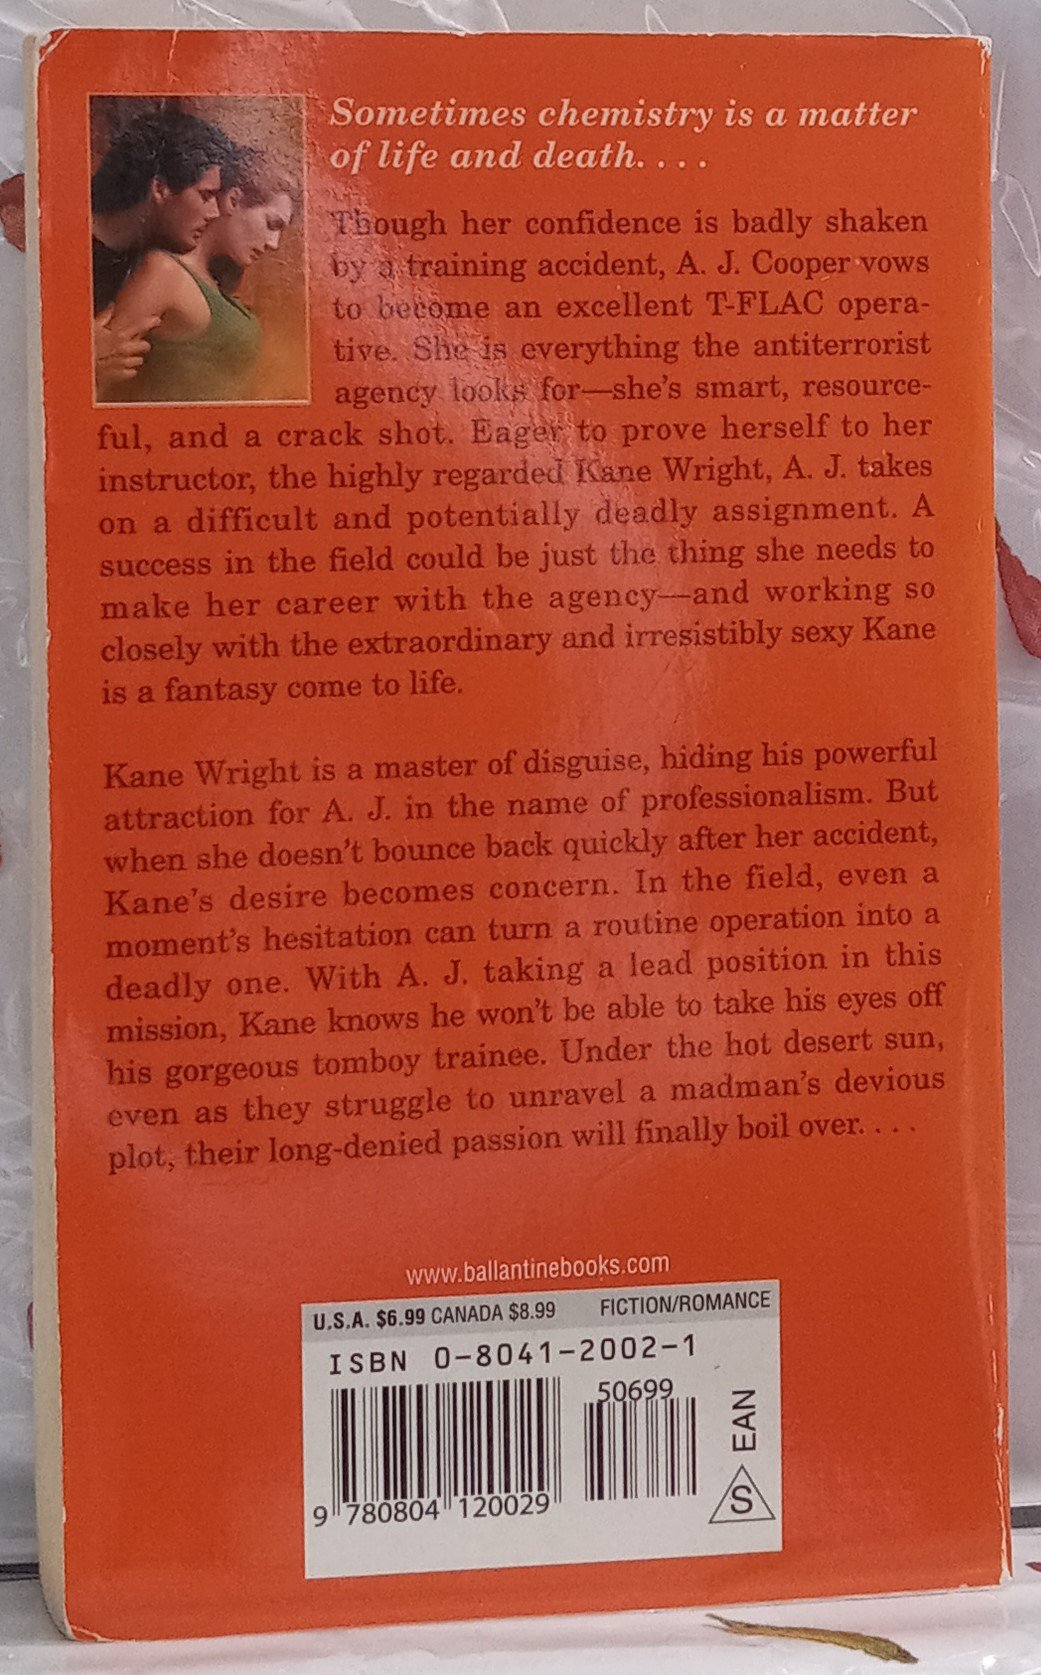 Sometimes chemistry is a matter
of life and death. . . .
Though her confidence is badly shaken
by a training accident, A. J. Cooper vows
to become an excellent T-FLAC opera-
tive. She is everything the antiterrorist
agency looks for—she's smart, resource-
ful, and a crack shot. Eager to prove herself to her
instructor, the highly regarded Kane Wright, A. J. takes
on a difficult and potentially deadly assignment. A
success in the field could be just the thing she needs to
make her career with the agency—and working so
closely with the extraordinary and irresistibly sexy Kane
is a fantasy come to life.
Kane Wright is a master of disguise, hiding his powerful
attraction for A. J. in the name of professionalism. But
when she doesn't bounce back quickly after her accident,
Kane's desire becomes concern. In the field, even a
moment's hesitation can turn a routine operation into a
deadly one. With A. J. taking a lead position in this
mission, Kane knows he won't be able to take his eyes off
his gorgeous tomboy trainee. Under the hot desert sun,
even as they struggle to unravel a madman's devious
plot, their long-denied passion will finally boil over. . . .
www.ballantinebooks.com
U.S.A. $6.99 CANADA $8.99 FICTION/ROMANCE
ISBN 0-8041-2002-1
50699
9 780804 120029
EAN
S